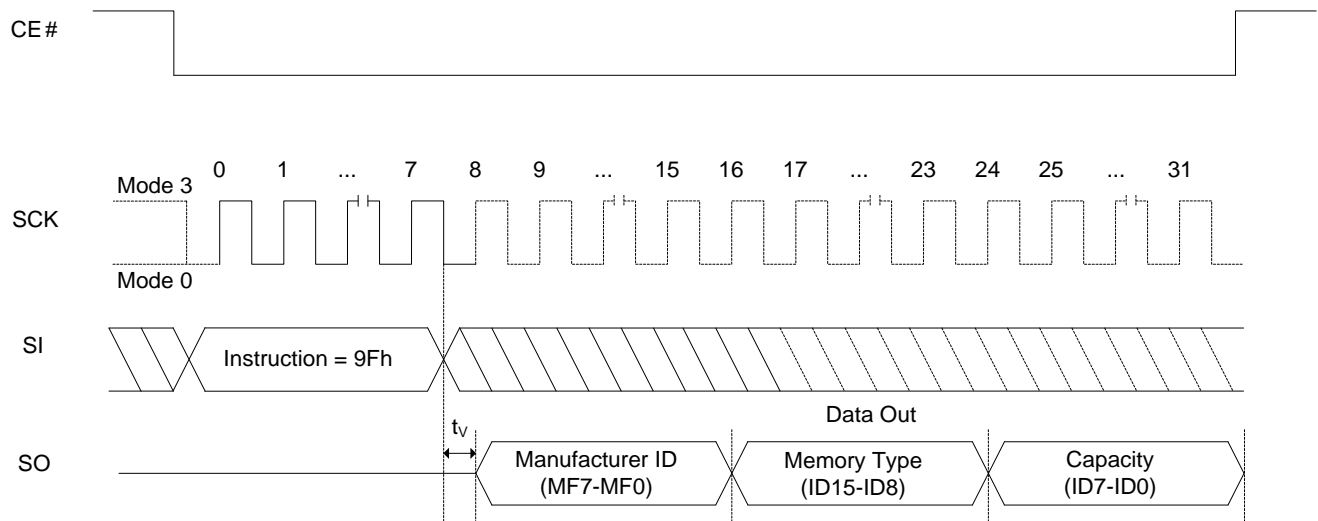 CE#
0 1 ... 7 8 9 ... 15 16 17 ... 23 24 25 ... 31
Mode 3
SCK
Mode 0
SI
Instruction = 9Fh
Data Out
tV
SO
Manufacturer ID
(MF7-MF0)
Memory Type
(ID15-ID8)
Capacity
(ID7-ID0)